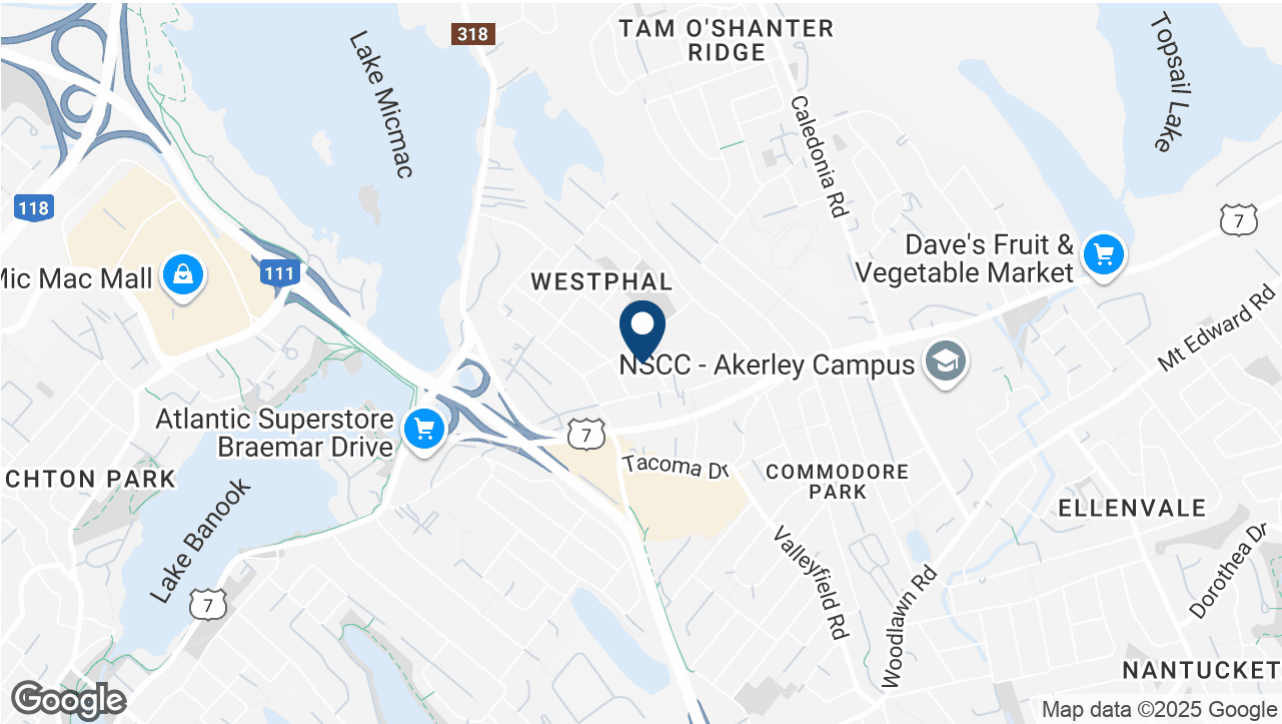 318
TAM O'SHANTER
RIDGE
Topsail Lake
Lake Micmac
Caledonia Rd
118
7
Mic Mac Mall
111
WESTPHAL
Dave's Fruit &
Vegetable Market
Mt Edward Rd
NSCC - Akerley Campus
Atlantic Superstore
Braemar Drive
7
Tacoma Dr
COMMODORE
PARK
CHTON PARK
Lake Banook
ELLENVALE
Valleyfield Rd
Woodlawn Rd
Dorothea Dr
7
NANTUCKET
Google
Map data ©2025 Google